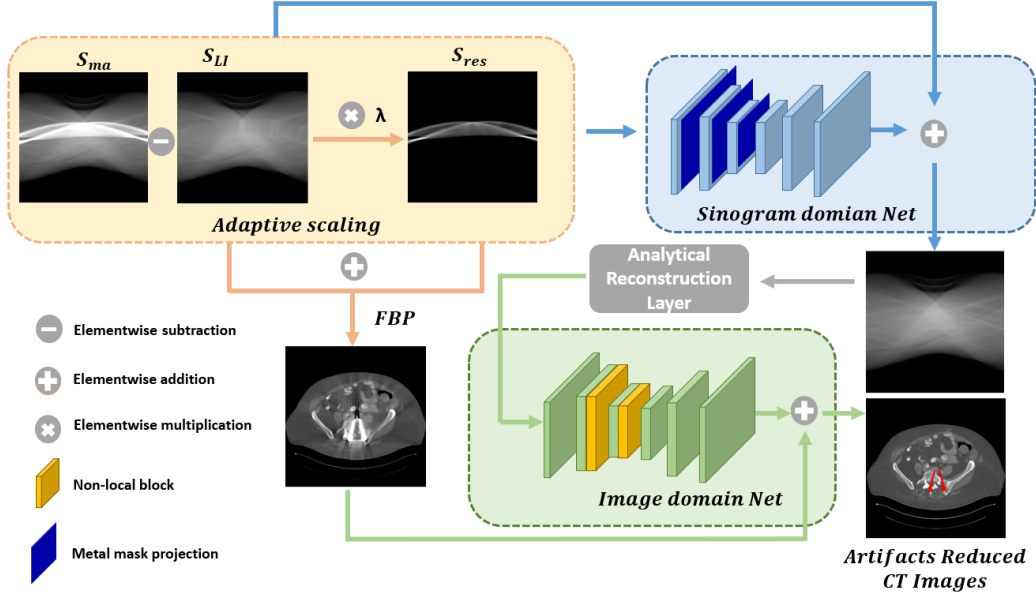 S_ma
S_LI
S_res
λ
Adaptive scaling
Sinogram domian Net
Analytical
Reconstruction
Layer
FBP
Elementwise subtraction
Elementwise addition
Elementwise multiplication
Non-local block
Metal mask projection
Image domain Net
Artifacts Reduced
CT Images